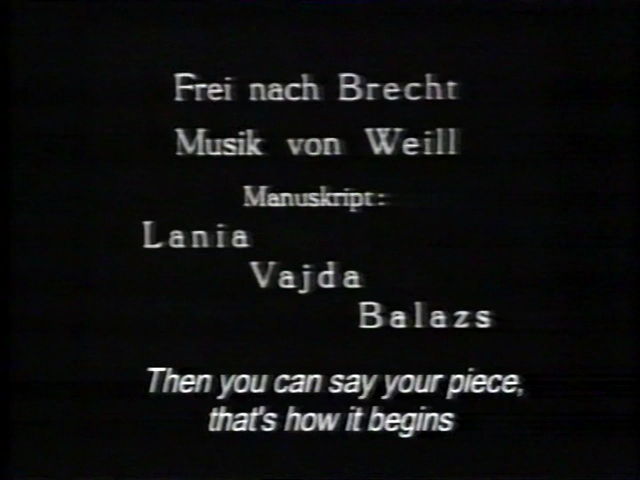 Frei nach Brecht
Musik von Weill
Manuskript:
Lania
Vajda
Balazs
Then you can say your piece,
that's how it begins